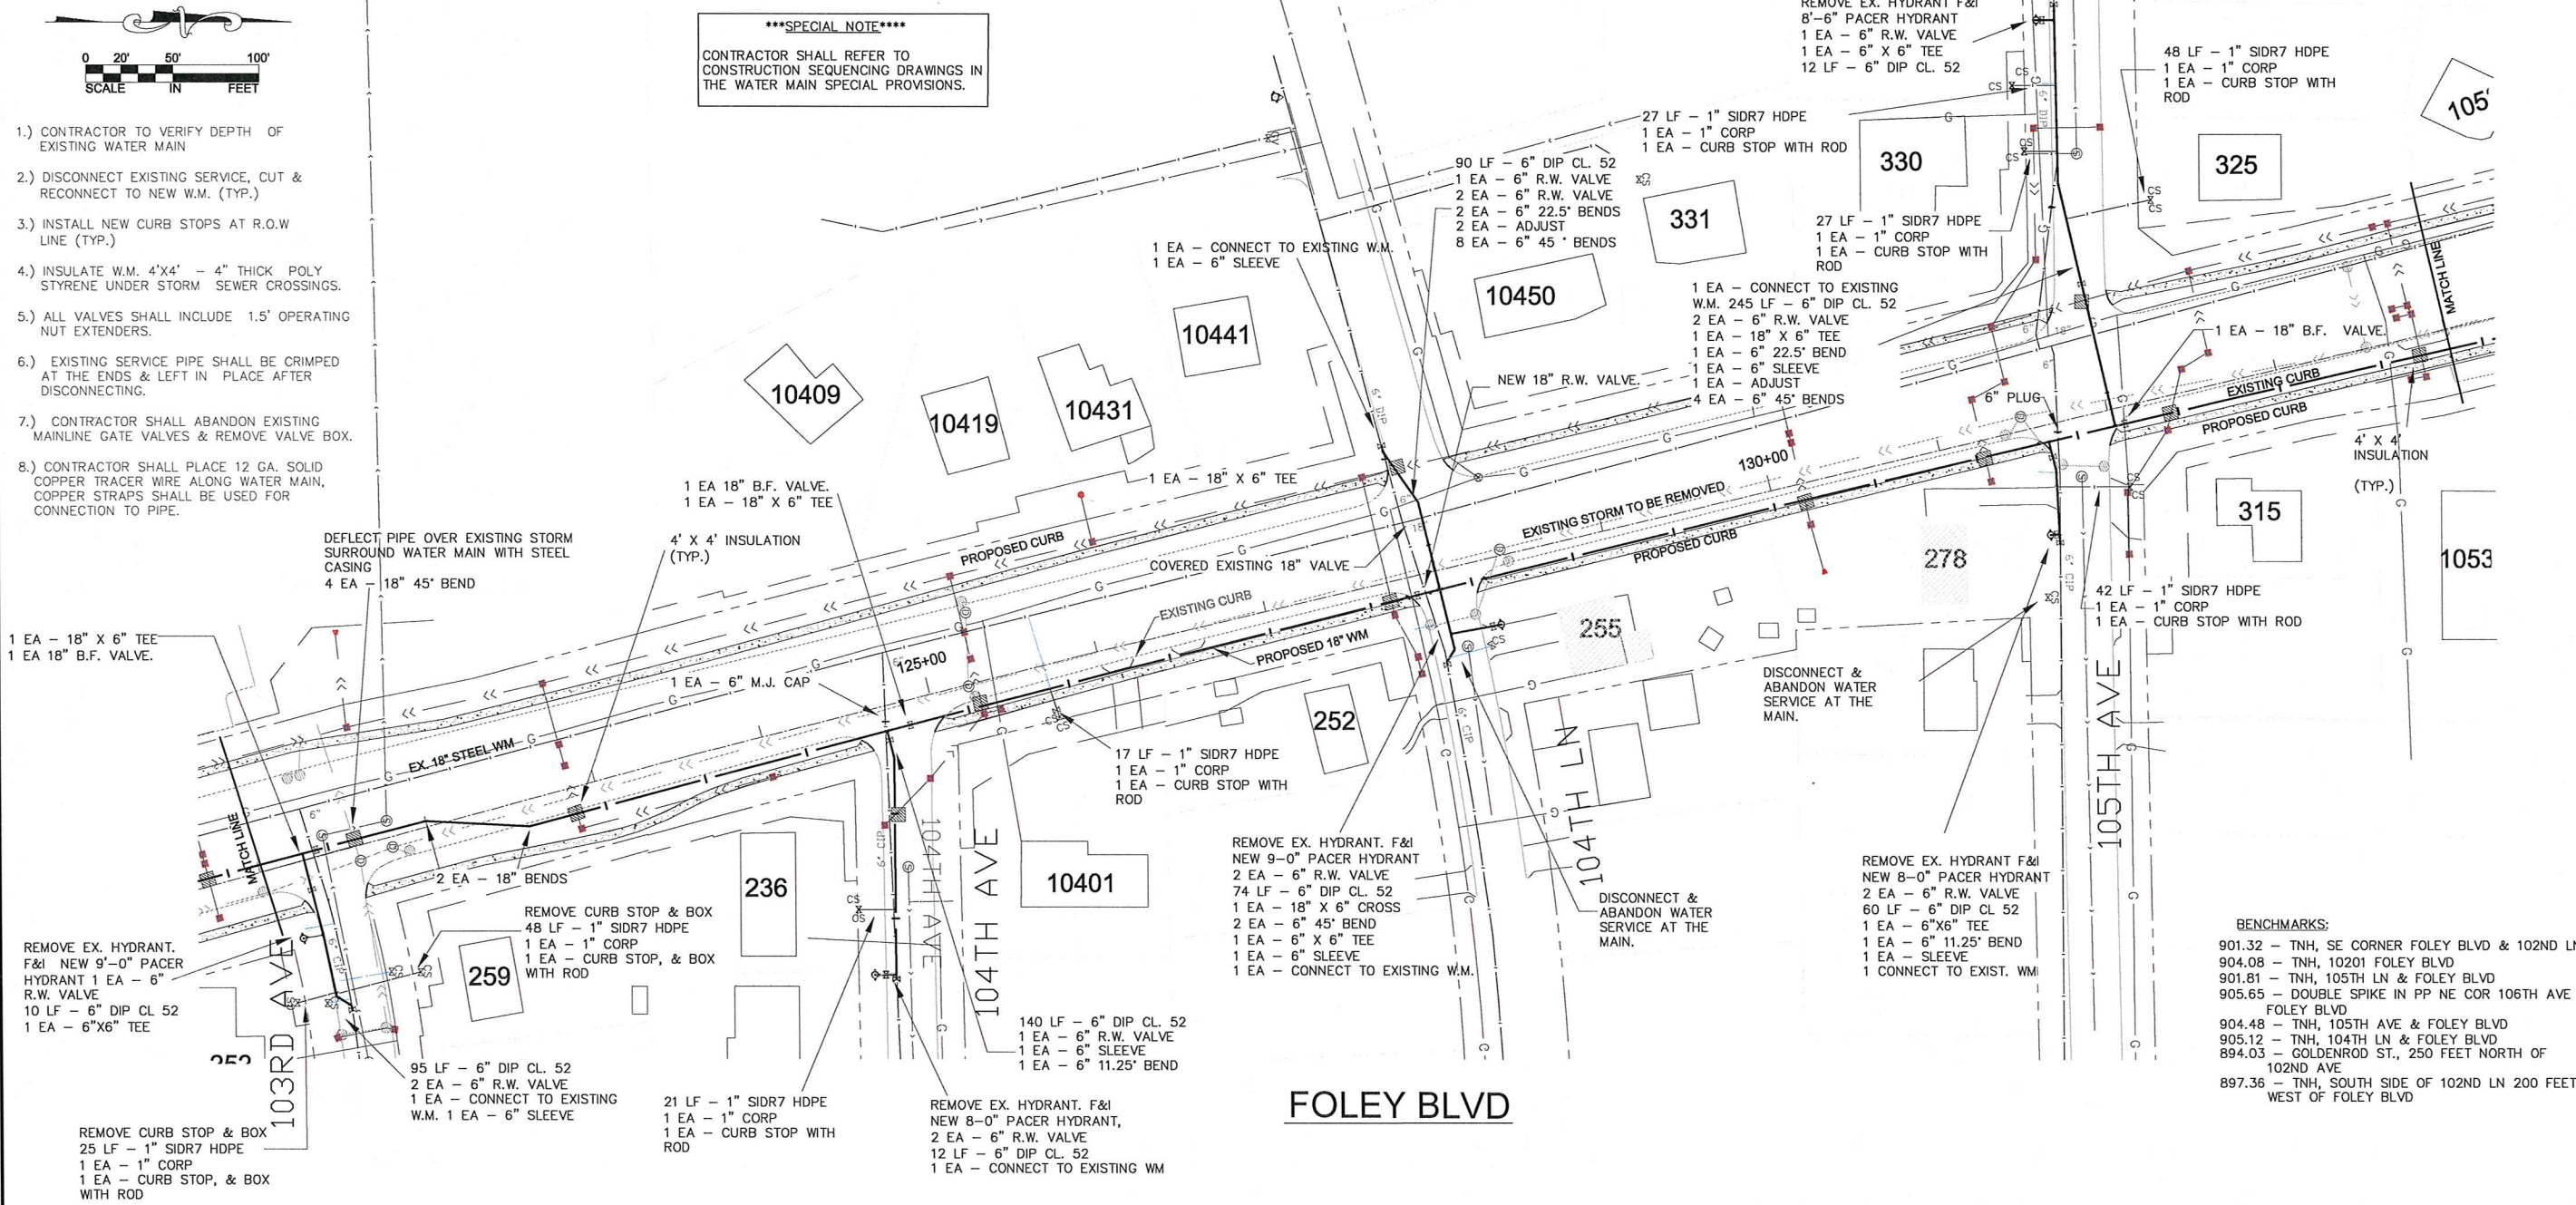 0 20' 50' 100'
SCALE IN FEET
1.) CONTRACTOR TO VERIFY DEPTH OF
EXISTING WATER MAIN
2.) DISCONNECT EXISTING SERVICE, CUT &
RECONNECT TO NEW W.M. (TYP.)
3.) INSTALL NEW CURB STOPS AT R.O.W
LINE (TYP.)
4.) INSULATE W.M. 4'X4' - 4" THICK POLY
STYRENE UNDER STORM SEWER CROSSINGS.
5.) ALL VALVES SHALL INCLUDE 1.5' OPERATING
NUT EXTENDERS.
6.) EXISTING SERVICE PIPE SHALL BE CRIMPED
AT THE ENDS & LEFT IN PLACE AFTER
DISCONNECTING.
7.) CONTRACTOR SHALL ABANDON EXISTING
MAINLINE GATE VALVES & REMOVE VALVE BOX.
8.) CONTRACTOR SHALL PLACE 12 GA. SOLID
COPPER TRACER WIRE ALONG WATER MAIN,
COPPER STRAPS SHALL BE USED FOR
CONNECTION TO PIPE.
***SPECIAL NOTE****
CONTRACTOR SHALL REFER TO
CONSTRUCTION SEQUENCING DRAWINGS IN
THE WATER MAIN SPECIAL PROVISIONS.
REMOVE EX. HYDRANT F&I
8'-6" PACER HYDRANT
1 EA - 6" R.W. VALVE
1 EA - 6" X 6" TEE
12 LF - 6" DIP CL. 52
48 LF - 1" SIDR7 HDPE
1 EA - 1" CORP
1 EA - CURB STOP WITH
ROD
27 LF - 1" SIDR7 HDPE
1 EA - 1" CORP
1 EA - CURB STOP WITH ROD
90 LF - 6" DIP CL. 52
1 EA - 6" R.W. VALVE
2 EA - 6" R.W. VALVE
2 EA - 6" 22.5° BENDS
2 EA - ADJUST
8 EA - 6" 45 ° BENDS
27 LF - 1" SIDR7 HDPE
1 EA - 1" CORP
1 EA - CURB STOP WITH
ROD
1 EA - CONNECT TO EXISTING W.M.
1 EA - 6" SLEEVE
1 EA - CONNECT TO EXISTING
W.M. 245 LF - 6" DIP CL. 52
2 EA - 6" R.W. VALVE
1 EA - 18" X 6" TEE
1 EA - 6" 22.5° BEND
1 EA - 6" SLEEVE
1 EA - ADJUST
4 EA - 6" 45° BENDS
330
325
105'
331
10450
10441
10409
10419
10431
1 EA - 18" B.F. VALVE.
MATCH LINE
NEW 18" R.W. VALVE.
6" PLUG
EXISTING CURB
PROPOSED CURB
4' X 4'
INSULATION
(TYP.)
130+00
1 EA - 18" X 6" TEE
1 EA 18" B.F. VALVE.
1 EA - 18" X 6" TEE
EXISTING STORM TO BE REMOVED
PROPOSED CURB
PROPOSED CURB
DEFLECT PIPE OVER EXISTING STORM
SURROUND WATER MAIN WITH STEEL
CASING
4 EA - 18" 45° BEND
4' X 4' INSULATION
(TYP.)
COVERED EXISTING 18" VALVE
315
278
1053
255
42 LF - 1" SIDR7 HDPE
1 EA - 1" CORP
1 EA - CURB STOP WITH ROD
1 EA - 18" X 6" TEE
1 EA 18" B.F. VALVE.
EXISTING CURB
PROPOSED 18" WM
125+00
1 EA - 6" M.J. CAP
DISCONNECT &
ABANDON WATER
SERVICE AT THE
MAIN.
252
EX. 18" STEEL WM
17 LF - 1" SIDR7 HDPE
1 EA - 1" CORP
1 EA - CURB STOP WITH
ROD
104TH LN
105TH AVE
MATCH LINE
2 EA - 18" BENDS
236
104TH AVE
104TH AVE
10401
REMOVE EX. HYDRANT. F&I
NEW 9-0" PACER HYDRANT
2 EA - 6" R.W. VALVE
74 LF - 6" DIP CL. 52
1 EA - 18" X 6" CROSS
2 EA - 6" 45° BEND
1 EA - 6" X 6" TEE
1 EA - 6" SLEEVE
1 EA - CONNECT TO EXISTING W.M.
DISCONNECT &
ABANDON WATER
SERVICE AT THE
MAIN.
REMOVE EX. HYDRANT F&I
NEW 8-0" PACER HYDRANT
2 EA - 6" R.W. VALVE
60 LF - 6" DIP CL 52
1 EA - 6"X6" TEE
1 EA - 6" 11.25° BEND
1 EA - SLEEVE
1 CONNECT TO EXIST. WM
REMOVE EX. HYDRANT.
F&I NEW 9'-0" PACER
HYDRANT 1 EA - 6"
R.W. VALVE
10 LF - 6" DIP CL 52
1 EA - 6"X6" TEE
REMOVE CURB STOP & BOX
48 LF - 1" SIDR7 HDPE
1 EA - 1" CORP
1 EA - CURB STOP, & BOX
WITH ROD
259
103RD AVE
95 LF - 6" DIP CL. 52
2 EA - 6" R.W. VALVE
1 EA - CONNECT TO EXISTING
W.M. 1 EA - 6" SLEEVE
140 LF - 6" DIP CL. 52
1 EA - 6" R.W. VALVE
1 EA - 6" SLEEVE
1 EA - 6" 11.25° BEND
21 LF - 1" SIDR7 HDPE
1 EA - 1" CORP
1 EA - CURB STOP WITH
ROD
REMOVE EX. HYDRANT. F&I
NEW 8-0" PACER HYDRANT,
2 EA - 6" R.W. VALVE
12 LF - 6" DIP CL. 52
1 EA - CONNECT TO EXISTING WM
REMOVE CURB STOP & BOX
25 LF - 1" SIDR7 HDPE
1 EA - 1" CORP
1 EA - CURB STOP, & BOX
WITH ROD
FOLEY BLVD
BENCHMARKS:
901.32 - TNH, SE CORNER FOLEY BLVD & 102ND LN
904.08 - TNH, 10201 FOLEY BLVD
901.81 - TNH, 105TH LN & FOLEY BLVD
905.65 - DOUBLE SPIKE IN PP NE COR 106TH AVE
FOLEY BLVD
904.48 - TNH, 105TH AVE & FOLEY BLVD
905.12 - TNH, 104TH LN & FOLEY BLVD
894.03 - GOLDENROD ST., 250 FEET NORTH OF
102ND AVE
897.36 - TNH, SOUTH SIDE OF 102ND LN 200 FEET
WEST OF FOLEY BLVD